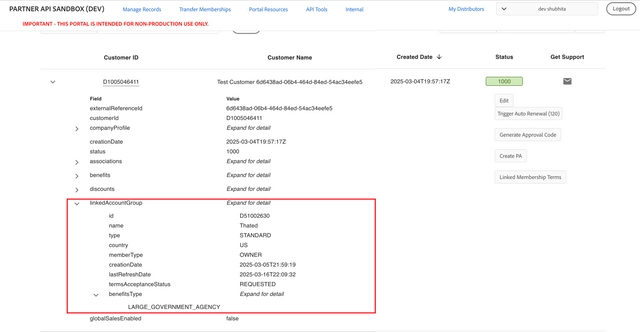 PARTNER API SANDBOX (DEV) Manage Records Transfer Memberships Portal Resources API Tools Internal My Distributors dev shubhita Logout
IMPORTANT - THIS PORTAL IS INTENDED FOR NON-PRODUCTION USE ONLY.
Customer ID Customer Name Created Date Status Get Support
D1005046411 Test Customer 6d6438ad-06b4-464d-84ed-54ac34eefe5 2025-03-04T19:57:17Z 1000
Field Value
externalReferenceId 6d6438ad-06b4-464d-84ed-54ac34eefe5
Edit
customerId D1005046411
Trigger Auto Renewal (120)
companyProfile Expand for detail
Generate Approval Code
creationDate 2025-03-04T19:57:17Z
status 1000
Create PA
associations Expand for detail
benefits Expand for detail
Linked Membership Terms
discounts Expand for detail
linkedAccountGroup Expand for detail
id D51002630
name Thated
type STANDARD
country US
memberType OWNER
creationDate 2025-03-05T21:59:19
lastRefreshDate 2025-03-16T22:09:32
termsAcceptanceStatus REQUESTED
benefitsType Expand for detail
LARGE_GOVERNMENT_AGENCY
globalSalesEnabled false